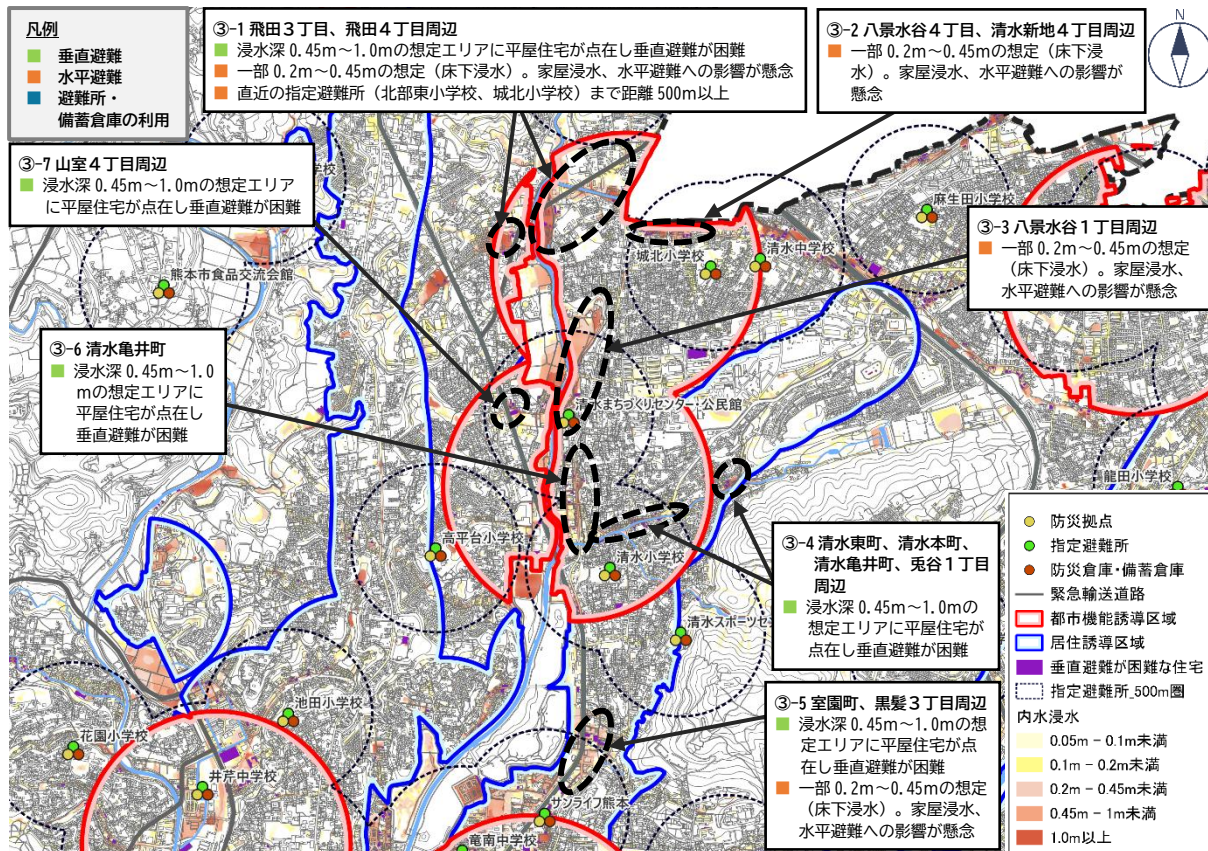 凡例
垂直避難
水平避難
避難所・
備蓄倉庫の利用
③-1 飛田3丁目、飛田4丁目周辺
浸水深 0.45m～1.0mの想定エリアに平屋住宅が点在し垂直避難が困難
一部 0.2m～0.45mの想定（床下浸水）。家屋浸水、水平避難への影響が懸念
直近の指定避難所（北部東小学校、城北小学校）まで距離 500m以上
③-2 八景水谷4丁目、清水新地4丁目周辺
一部 0.2m～0.45mの想定（床下浸
水）。家屋浸水、水平避難への影響が
懸念
N
③-7 山室4丁目周辺
浸水深 0.45m～1.0mの想定エリア
に平屋住宅が点在し垂直避難が困難
学校
麻生田小学校
③-3 八景水谷1丁目周辺
一部 0.2m～0.45mの想定
（床下浸水）。家屋浸水、
水平避難への影響が懸念
城北小学校
清水中学校
熊本市食品交流会館
③-6 清水亀井町
浸水深 0.45m～1.0
mの想定エリアに
平屋住宅が点在し
垂直避難が困難
清水まちづくりセンター・公民館
龍田小学校
高平台小学校
清水小学校
③-4 清水東町、清水本町、
清水亀井町、兎谷1丁目
周辺
浸水深 0.45m～1.0mの
想定エリアに平屋住宅が
点在し垂直避難が困難
清水スポーツセ
③-5 室園町、黒髪3丁目周辺
浸水深 0.45m～1.0mの想
定エリアに平屋住宅が点
在し垂直避難が困難
一部 0.2m～0.45mの想定
（床下浸水）。家屋浸水、
水平避難への影響が懸念
池田小学校
花園小学校
井芹中学校
サンライフ熊本
竜南中学校
防災拠点
指定避難所
防災倉庫・備蓄倉庫
緊急輸送道路
都市機能誘導区域
居住誘導区域
垂直避難が困難な住宅
指定避難所_500m圏
内水浸水
0.05m - 0.1m未満
0.1m - 0.2m未満
0.2m - 0.45m未満
0.45m - 1m未満
1.0m以上